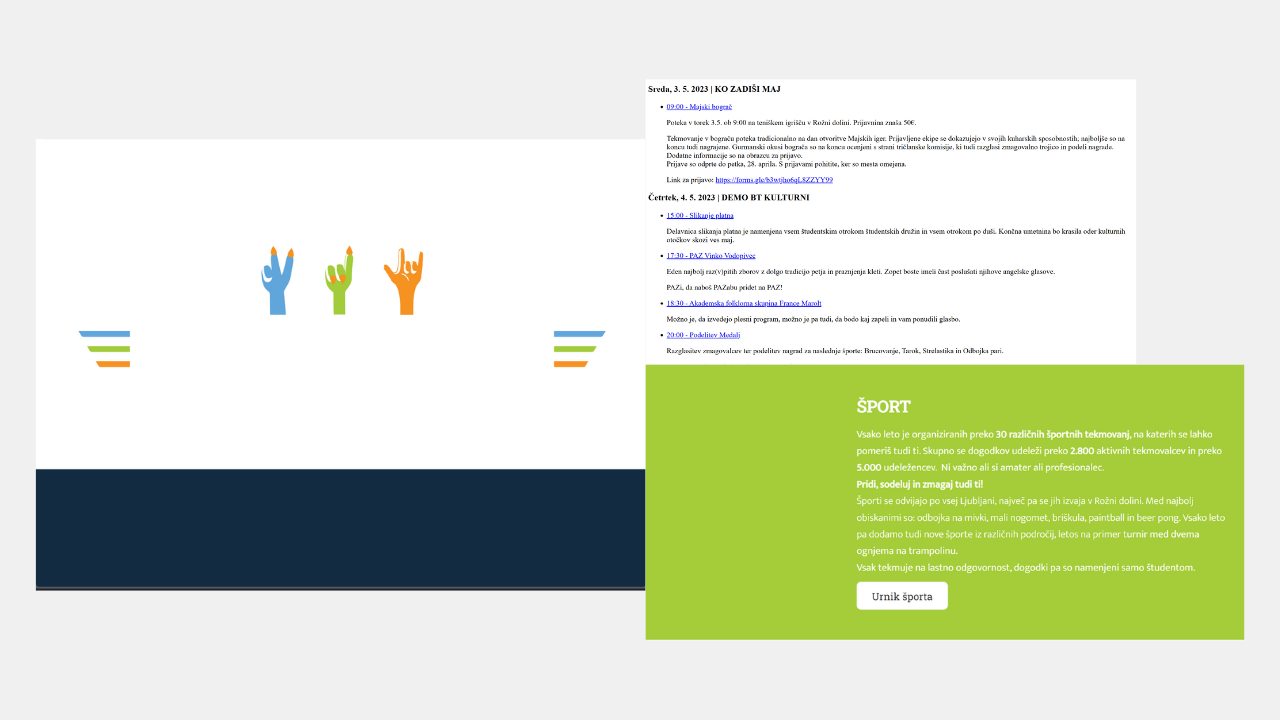 Sreda, 3. 5. 2023 | KO ZADIŠI MAJ
09:00 - Majski bograč
Poteka v torek 3.5. ob 9:00 na teniškem igrišču v Rožni dolini. Prijavnina znaša 50€.
Tekmovanje v bograču poteka tradicionalno na dan otvoritve Majskih iger. Prijavljene ekipe se dokazujejo v svojih kuharskih sposobnostih; najboljše so na
koncu tudi nagrajene. Gurmanski okusi bograča so na koncu ocenjeni s strani tričlanske komisije, ki tudi razglasi zmagovalno trojico in podeli nagrade.
Dodatne informacije so na obrazcu za prijavo.
Prijave so odprte do petka, 28. aprila. S prijavami pohitite, ker so mesta omejena.
Link za prijavo: https://forms.gle/b3wtjho6qL8ZZYY99
Četrtek, 4. 5. 2023 | DEMO BT KULTURNI
15:00 - Slikanje platna
Delavnica slikanja platna je namenjena vsem študentskim otrokom študentskih družin in vsem otrokom po duši. Končna umetnina bo krasila oder kulturnih
otočkov skozi ves maj.
17:30 - PAZ Vinko Vodopivec
Eden najbolj raz(v)pitih zborov z dolgo tradicijo petja in praznjenja kleti. Zopet boste imeli čast poslušati njihove angelske glasove.
PAZi, da naboš PAZabu pridet na PAZ!
18:30 - Akademska folklorna skupina France Marolt
Možno je, da izvedejo plesni program, možno je pa tudi, da bodo kaj zapeli in vam ponudili glasbo.
20:00 - Podelitev Medalj
Razglasitev zmagovalcev ter podelitev nagrad za naslednje športe: Brucovanje, Tarok, Strelastika in Odbojka pari.
ŠPORT
Vsako leto je organiziranih preko 30 različnih športnih tekmovanj, na katerih se lahko
pomeriš tudi ti. Skupno se dogodkov udeleži preko 2.800 aktivnih tekmovalcev in preko
5.000 udeležencev. Ni važno ali si amater ali profesionalec.
Pridi, sodeluj in zmagaj tudi ti!
Športi se odvijajo po vsej Ljubljani, največ pa se jih izvaja v Rožni dolini. Med najbolj
obiskanimi so: odbojka na mivki, mali nogomet, briškula, paintball in beer pong. Vsako leto
pa dodamo tudi nove športe iz različnih področij, letos na primer turnir med dvema
ognjema na trampolinu.
Vsak tekmuje na lastno odgovornost, dogodki pa so namenjeni samo študentom.
Urnik športa